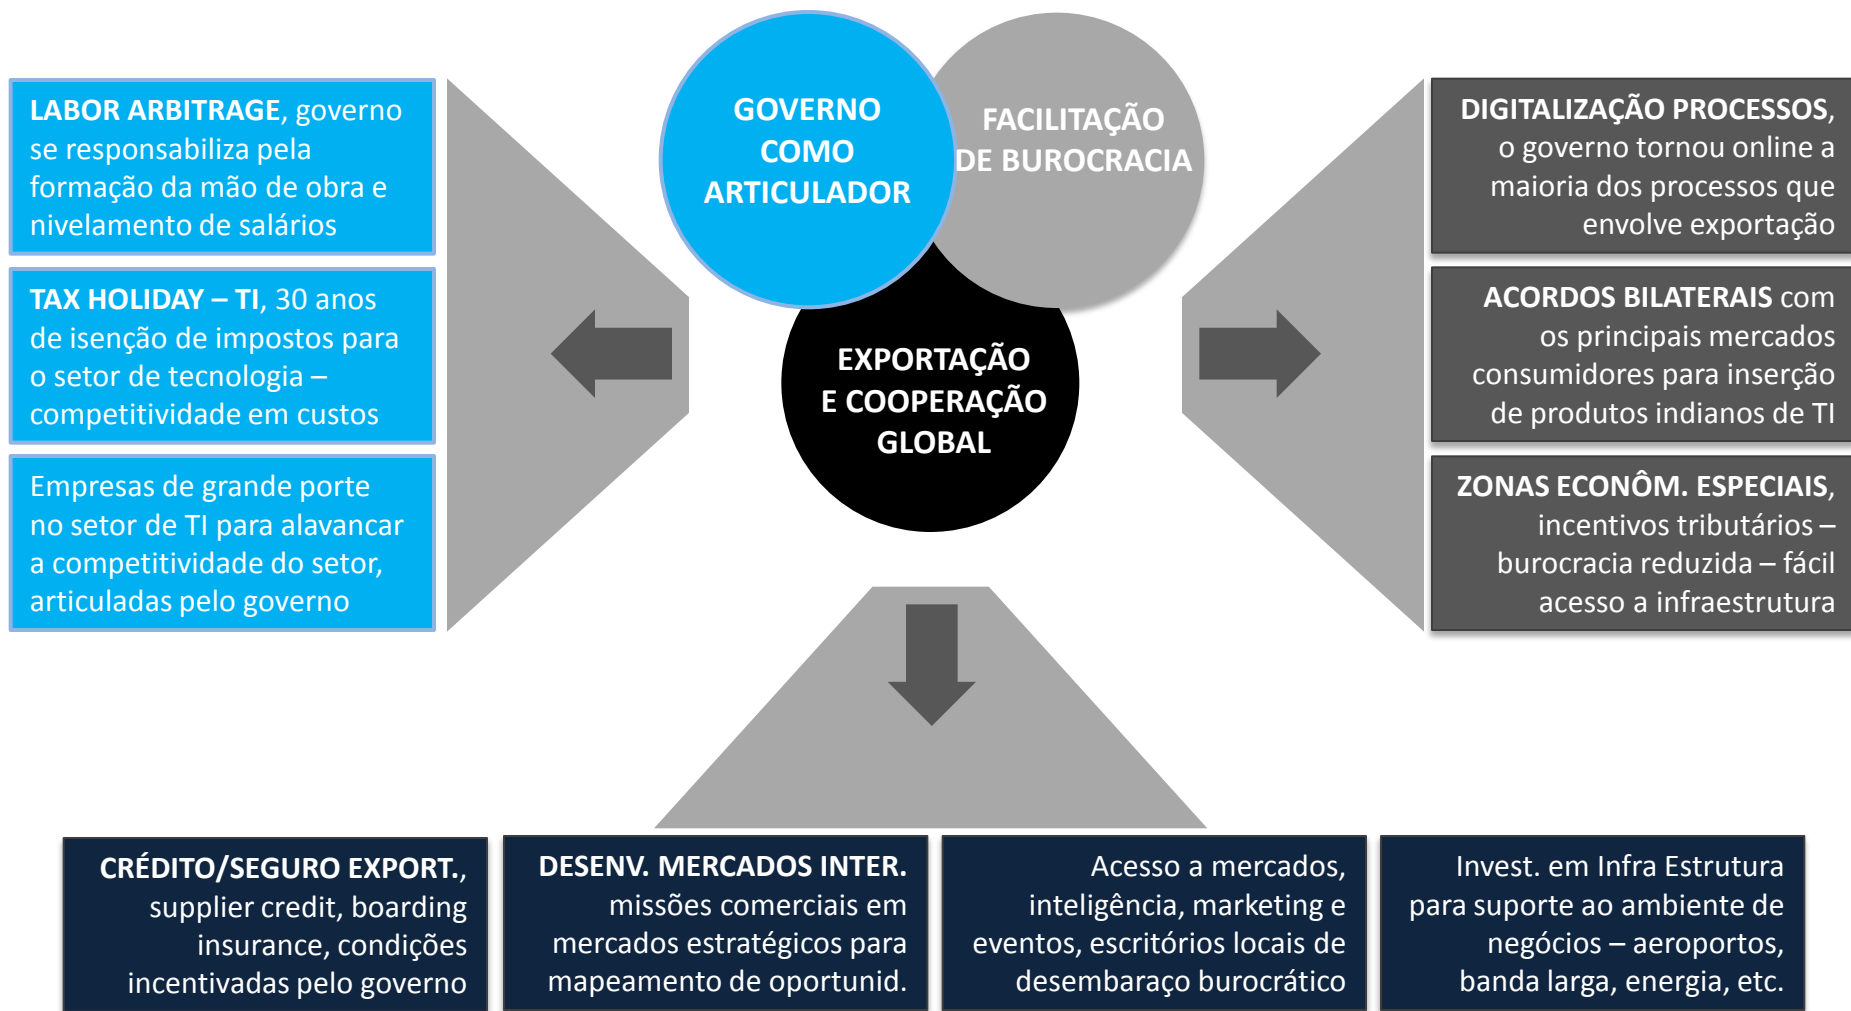 GOVERNO
COMO
ARTICULADOR
FACILITAÇÃO
DE BUROCRACIA
EXPORTAÇÃO
E COOPERAÇÃO
GLOBAL
LABOR ARBITRAGE, governo
se responsabiliza pela
formação da mão de obra e
nivelamento de salários
TAX HOLIDAY – TI, 30 anos
de isenção de impostos para
o setor de tecnologia –
competitividade em custos
Empresas de grande porte
no setor de TI para alavancar
a competitividade do setor,
articuladas pelo governo
DIGITALIZAÇÃO PROCESSOS,
o governo tornou online a
maioria dos processos que
envolve exportação
ACORDOS BILATERAIS com
os principais mercados
consumidores para inserção
de produtos indianos de TI
ZONAS ECONÔM. ESPECIAIS,
incentivos tributários –
burocracia reduzida – fácil
acesso a infraestrutura
CRÉDITO/SEGURO EXPORT.,
supplier credit, boarding
insurance, condições
incentivadas pelo governo
DESENV. MERCADOS INTER.
missões comerciais em
mercados estratégicos para
mapeamento de oportunid.
Acesso a mercados,
inteligência, marketing e
eventos, escritórios locais de
desembaraço burocrático
Invest. em Infra Estrutura
para suporte ao ambiente de
negócios – aeroportos,
banda larga, energia, etc.